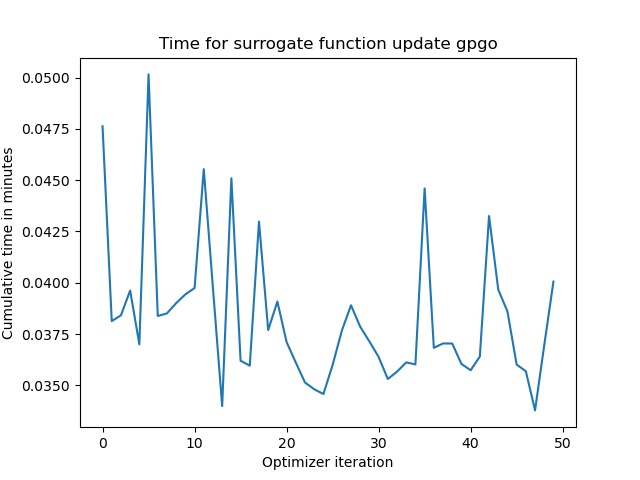 Time for surrogate function update gpgo
Cumulative time in minutes
0.0500
0.0475
0.0450
0.0425
0.0400
0.0375
0.0350
0 10 20 30 40 50
Optimizer iteration